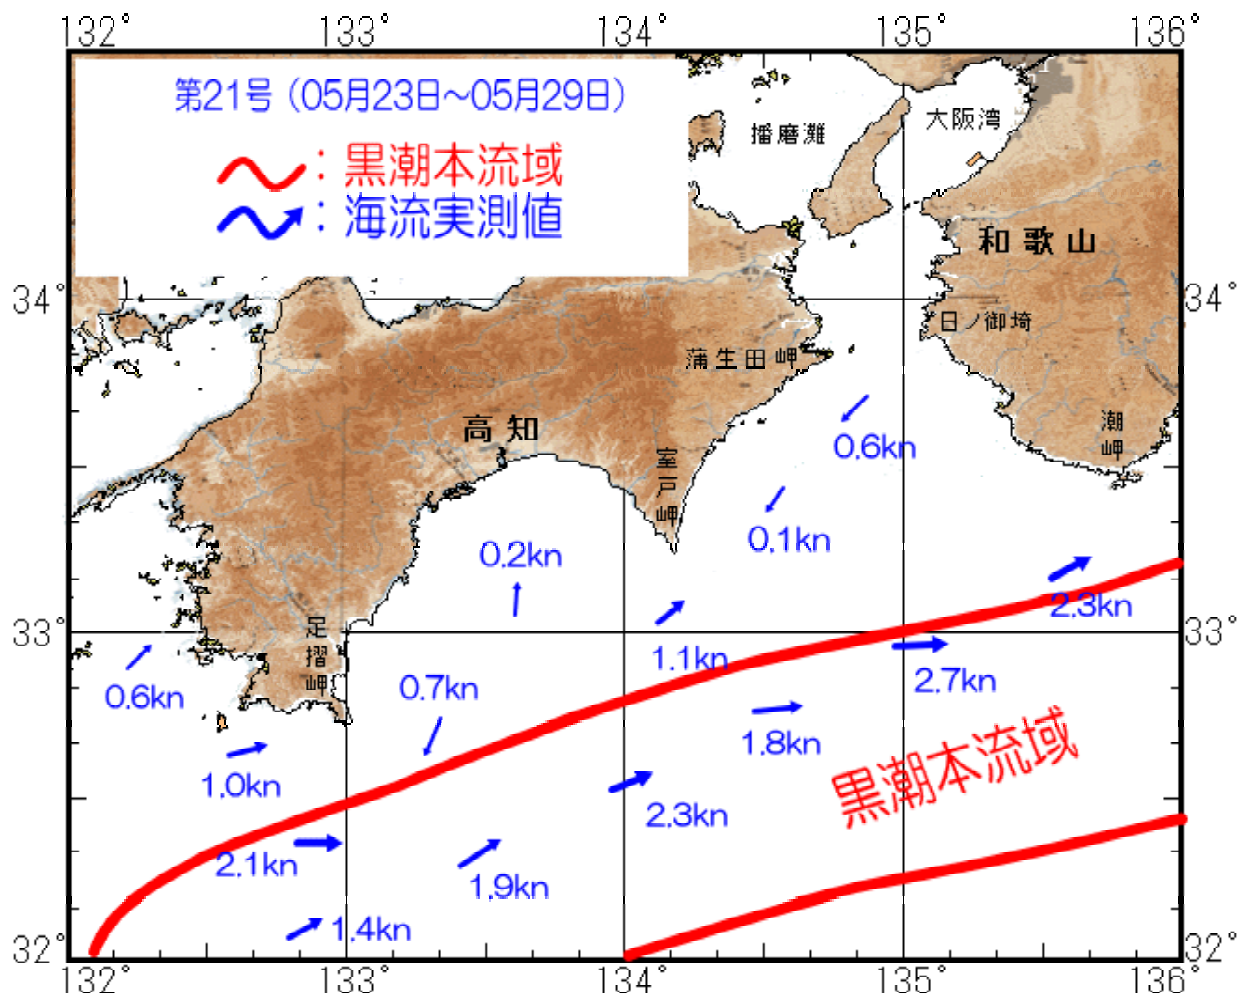 132° 133° 134° 135° 136°
第21号（05月23日～05月29日）
：黒潮本流域
：海流実測値
播磨灘
大阪湾
和歌山
34° 34°
日ノ御埼
蒲生田岬
潮岬
高知
0.6kn
室戸岬
0.1kn
0.2kn
2.3kn
33° 33°
足摺岬
1.1kn
2.7kn
0.6kn
0.7kn
1.8kn
1.0kn
黒潮本流域
2.3kn
2.1kn
1.9kn
1.4kn
32° 32°
132° 133° 134° 135° 136°